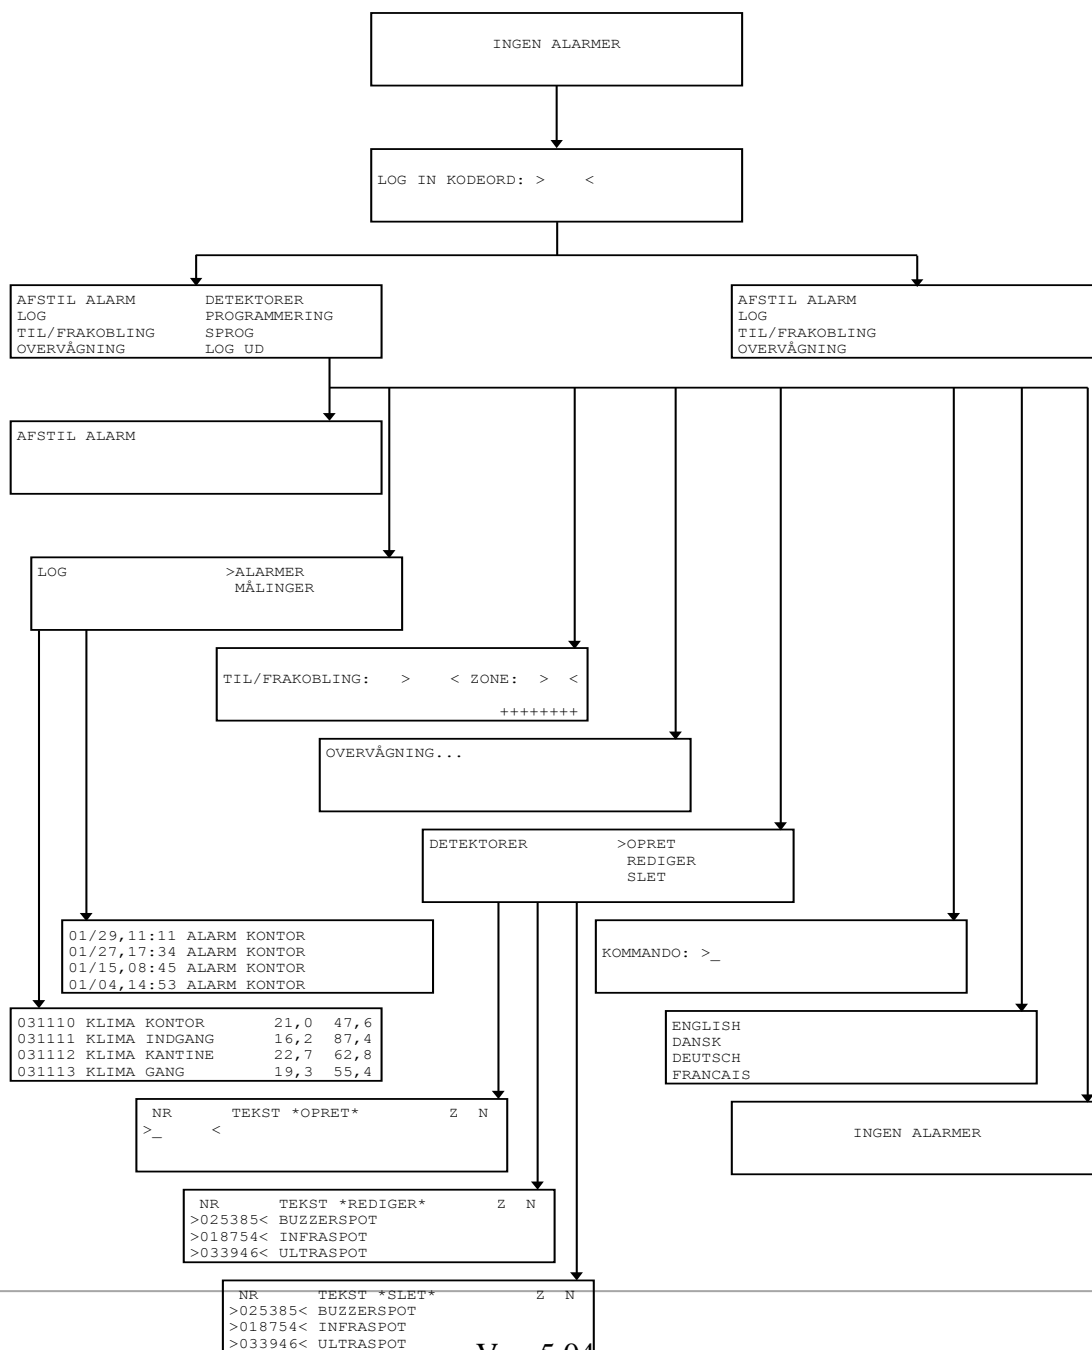 INGEN ALARMER
LOG IN KODEORD: > <
AFSTIL ALARM DETEKTORER
LOG PROGRAMMERING
TIL/FRAKOBLING SPROG
OVERVÅGNING LOG UD
AFSTIL ALARM
LOG
TIL/FRAKOBLING
OVERVÅGNING
AFSTIL ALARM
LOG >ALARMER
MÅLINGER
TIL/FRAKOBLING: > < ZONE: > <
++++++++
OVERVÅGNING...
DETEKTORER >OPRET
REDIGER
SLET
01/29,11:11 ALARM KONTOR
01/27,17:34 ALARM KONTOR
01/15,08:45 ALARM KONTOR
01/04,14:53 ALARM KONTOR
KOMMANDO: >_
031110 KLIMA KONTOR 21,0 47,6
031111 KLIMA INDGANG 16,2 87,4
031112 KLIMA KANTINE 22,7 62,8
031113 KLIMA GANG 19,3 55,4
ENGLISH
DANSK
DEUTSCH
FRANCAIS
NR TEKST *OPRET* Z N
>_ <
INGEN ALARMER
NR TEKST *REDIGER* Z N
>025385< BUZZERSPOT
>018754< INFRASPOT
>033946< ULTRASPOT
NR TEKST *SLET* Z N
>025385< BUZZERSPOT
>018754< INFRASPOT
>033946< ULTRASPOT